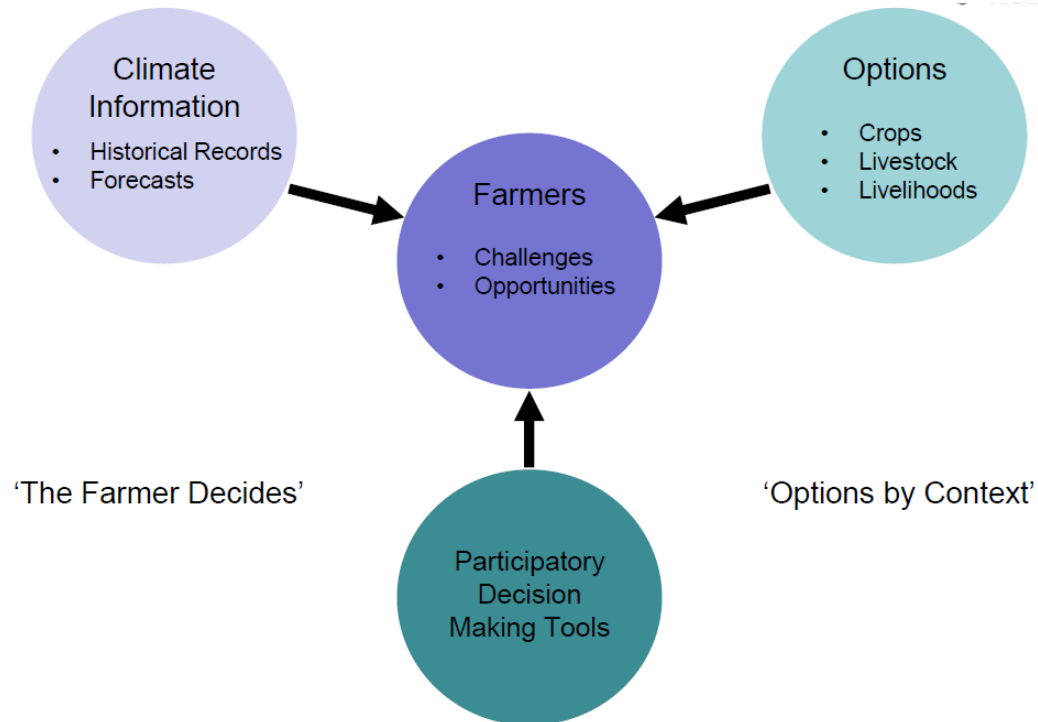 Climate
Information
• Historical Records
• Forecasts
Options
• Crops
• Livestock
• Livelihoods
Farmers
• Challenges
• Opportunities
‘The Farmer Decides’
‘Options by Context’
Participatory
Decision
Making Tools